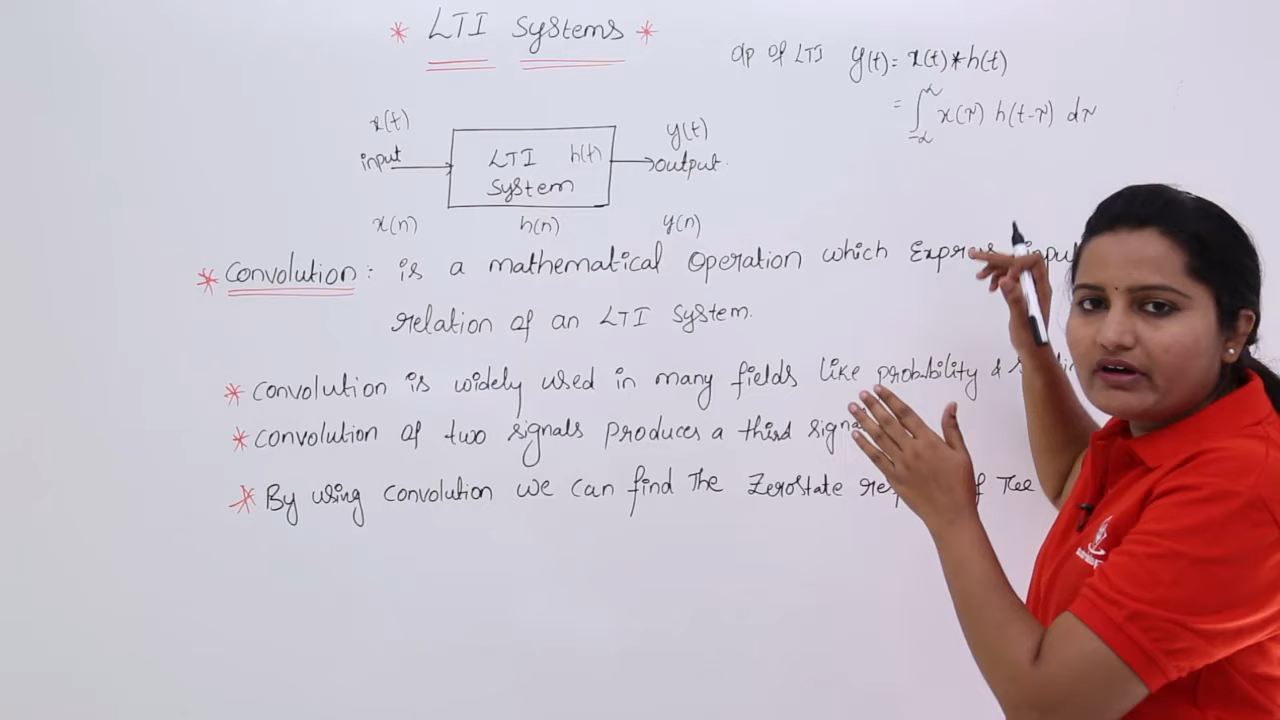 * LTI Systems *
o/p of LTI y(t) = x(t) * h(t)
= ∫_{-∞}^{∞} x(τ) h(t-τ) dτ
x(t)
input
LTI h(t)
System
y(t)
output
x(n) h(n) y(n)
* Convolution : is a mathematical Operation which
relation of an LTI System.
* Convolution is widely used in many fields like probability &
* Convolution of two signals produces a third
* By using convolution we can find The Zerostate